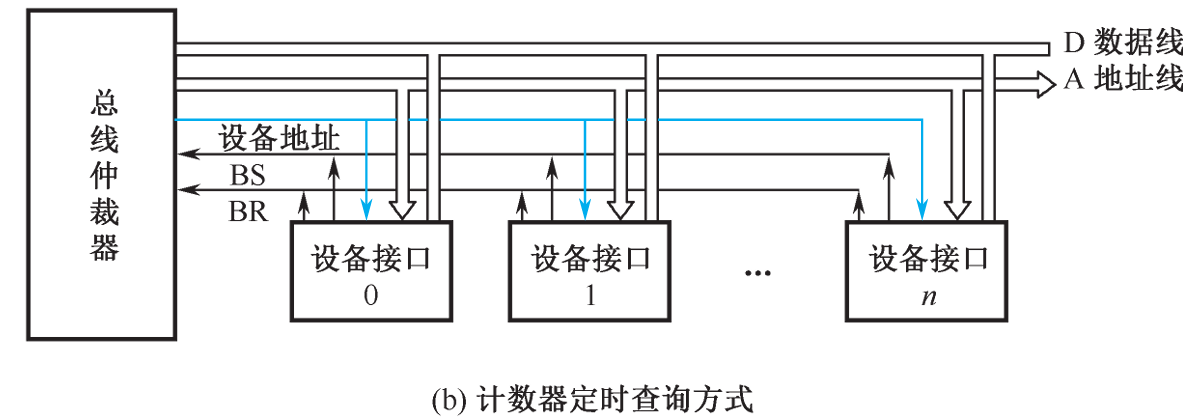 D 数据线
A 地址线
总线仲裁器
设备地址
BS
BR
设备接口
0
设备接口
1
...
设备接口
n
(b) 计数器定时查询方式